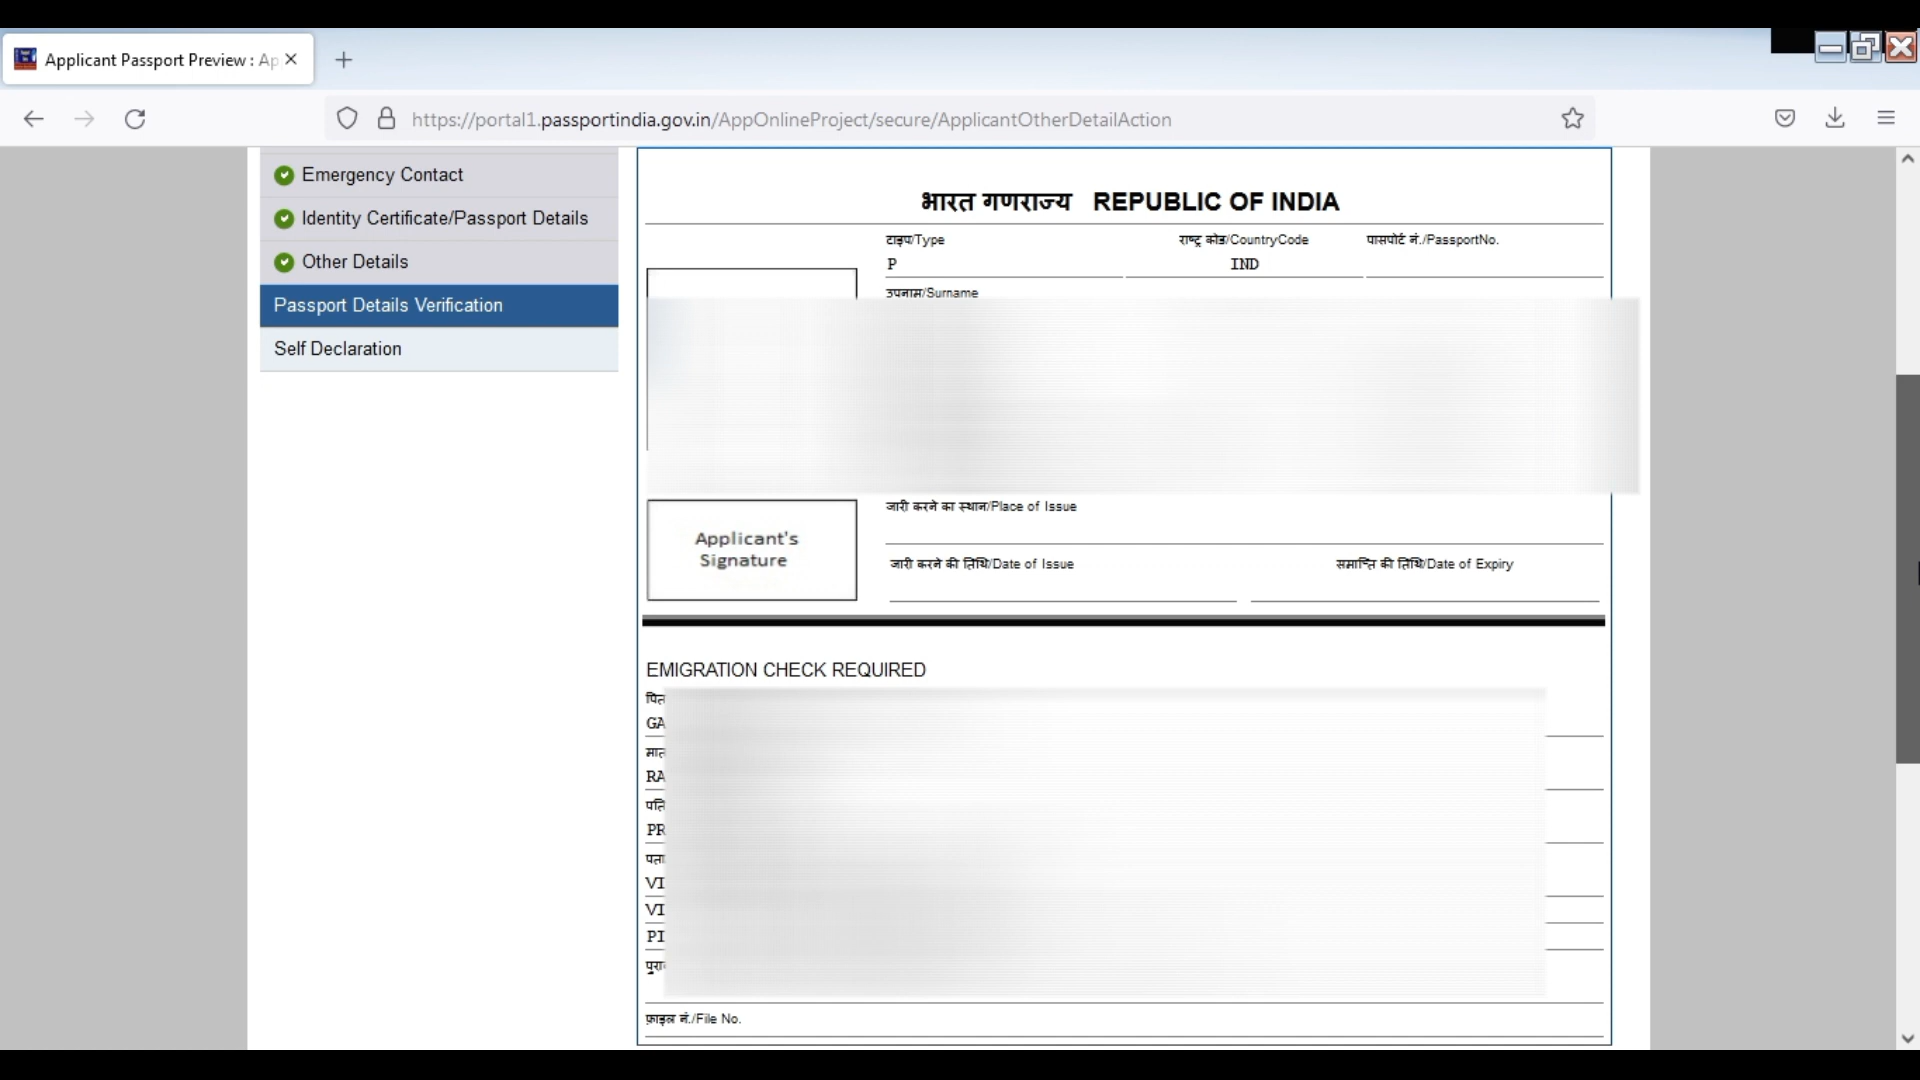 Applicant Passport Preview : Ap
https://portal1.passportindia.gov.in/AppOnlineProject/secure/ApplicantOtherDetailAction
Emergency Contact
Identity Certificate/Passport Details
Other Details
Passport Details Verification
Self Declaration
भारत गणराज्य REPUBLIC OF INDIA
टाइप/Type राष्ट्र कोड/CountryCode पासपोर्ट नं./PassportNo.
P IND
उपनाम/Surname
जारी करने का स्थान/Place of Issue
Applicant's
Signature
जारी करने की तिथि/Date of Issue समाप्ति की तिथि/Date of Expiry
EMIGRATION CHECK REQUIRED
GA
RA
PR
VI
VI
PI
फ़ाइल नं./File No.